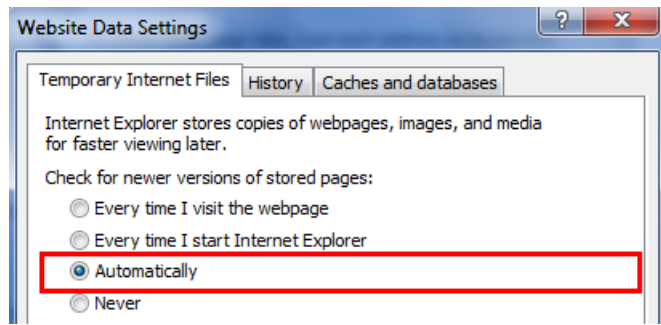 Website Data Settings
Temporary Internet Files History Caches and databases
Internet Explorer stores copies of webpages, images, and media
for faster viewing later.
Check for newer versions of stored pages:
Every time I visit the webpage
Every time I start Internet Explorer
Automatically
Never